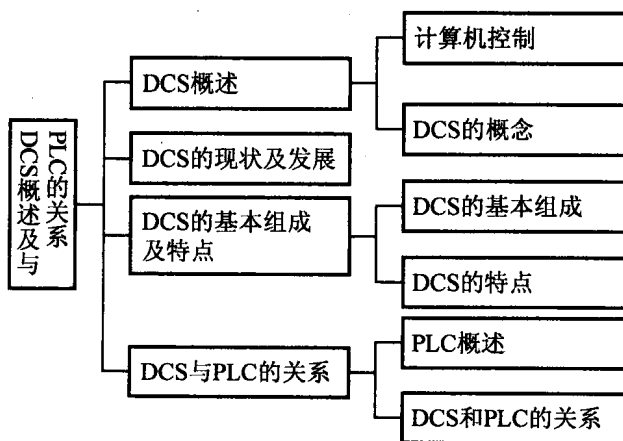 DCS概述及与
PLC的关系
DCS概述
计算机控制
DCS的概念
DCS的现状及发展
DCS的基本组成
及特点
DCS的基本组成
DCS的特点
DCS与PLC的关系
PLC概述
DCS和PLC的关系